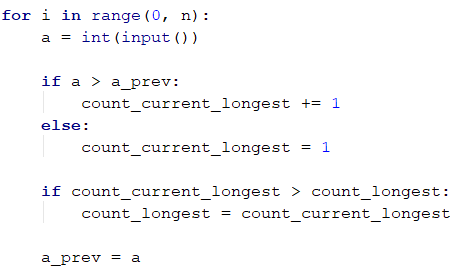 for i in range(0, n):
    a = int(input())

    if a > a_prev:
        count_current_longest += 1
    else:
        count_current_longest = 1

    if count_current_longest > count_longest:
        count_longest = count_current_longest

    a_prev = a